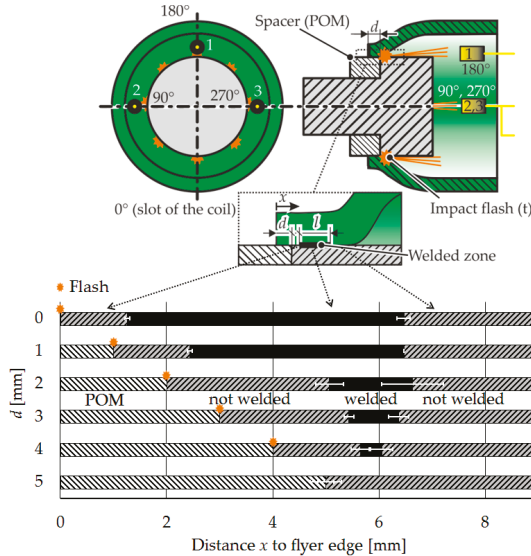 180°
Spacer (POM)
d
1
1
180°
2
90°
270°
3
90°, 270°
2,3
0° (slot of the coil)
Impact flash (t)
x
d
l
Welded zone
Flash
0
1
2
POM
not welded
welded
not welded
3
4
5
d [mm]
0
2
4
6
8
Distance x to flyer edge [mm]